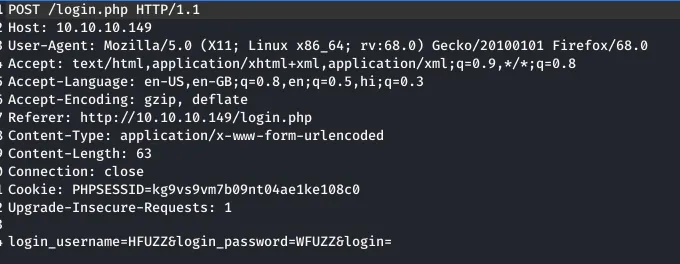 1 POST /login.php HTTP/1.1
2 Host: 10.10.10.149
3 User-Agent: Mozilla/5.0 (X11; Linux x86_64; rv:68.0) Gecko/20100101 Firefox/68.0
4 Accept: text/html,application/xhtml+xml,application/xml;q=0.9,*/*;q=0.8
5 Accept-Language: en-US,en-GB;q=0.8,en;q=0.5,hi;q=0.3
6 Accept-Encoding: gzip, deflate
7 Referer: http://10.10.10.149/login.php
8 Content-Type: application/x-www-form-urlencoded
9 Content-Length: 63
0 Connection: close
1 Cookie: PHPSESSID=kg9vs9vm7b09nt04ae1ke108c0
2 Upgrade-Insecure-Requests: 1
3
4 login_username=HFUZZ&login_password=WFUZZ&login=